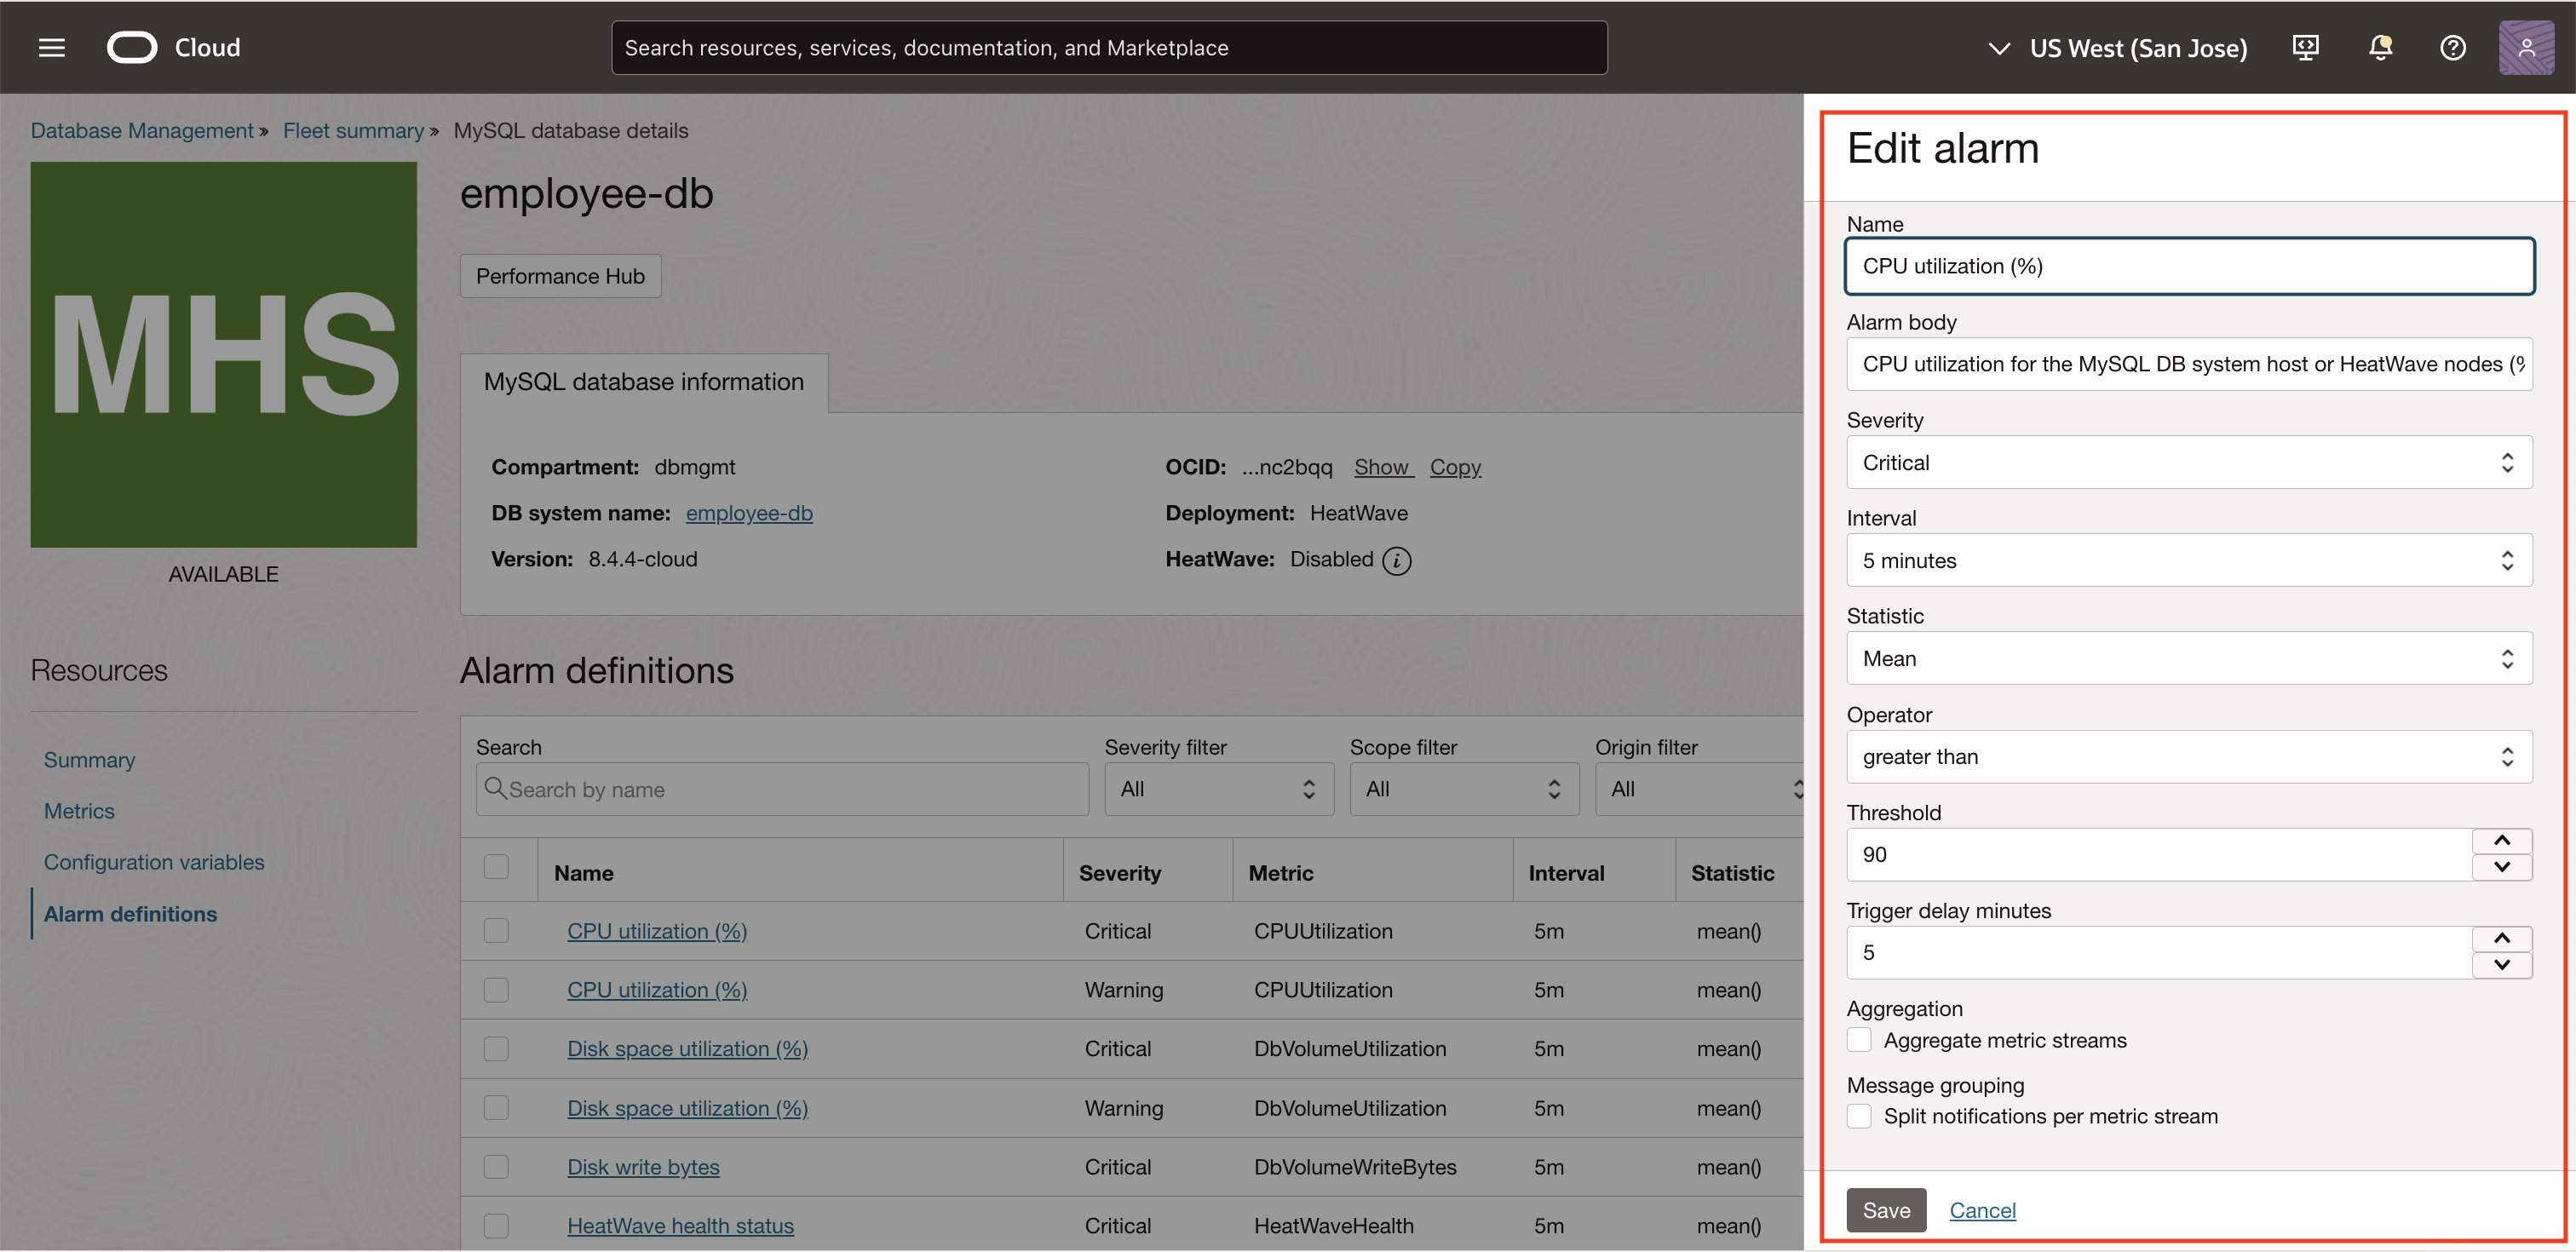 Cloud
Search resources, services, documentation, and Marketplace
US West (San Jose)
Database Management » Fleet summary » MySQL database details
MHS
AVAILABLE
employee-db
Performance Hub
MySQL database information
Compartment: dbmgmt
DB system name: employee-db
Version: 8.4.4-cloud
OCID: ...nc2bqq Show Copy
Deployment: HeatWave
HeatWave: Disabled i
Resources
Summary
Metrics
Configuration variables
Alarm definitions
Alarm definitions
Search
Search by name
Severity filter
All
Scope filter
All
Origin filter
All
Name Severity Metric Interval Statistic
CPU utilization (%) Critical CPUUtilization 5m mean()
CPU utilization (%) Warning CPUUtilization 5m mean()
Disk space utilization (%) Critical DbVolumeUtilization 5m mean()
Disk space utilization (%) Warning DbVolumeUtilization 5m mean()
Disk write bytes Critical DbVolumeWriteBytes 5m mean()
HeatWave health status Critical HeatWaveHealth 5m mean()
Edit alarm
Name
CPU utilization (%)
Alarm body
CPU utilization for the MySQL DB system host or HeatWave nodes (%
Severity
Critical
Interval
5 minutes
Statistic
Mean
Operator
greater than
Threshold
90
Trigger delay minutes
5
Aggregation
Aggregate metric streams
Message grouping
Split notifications per metric stream
Save Cancel